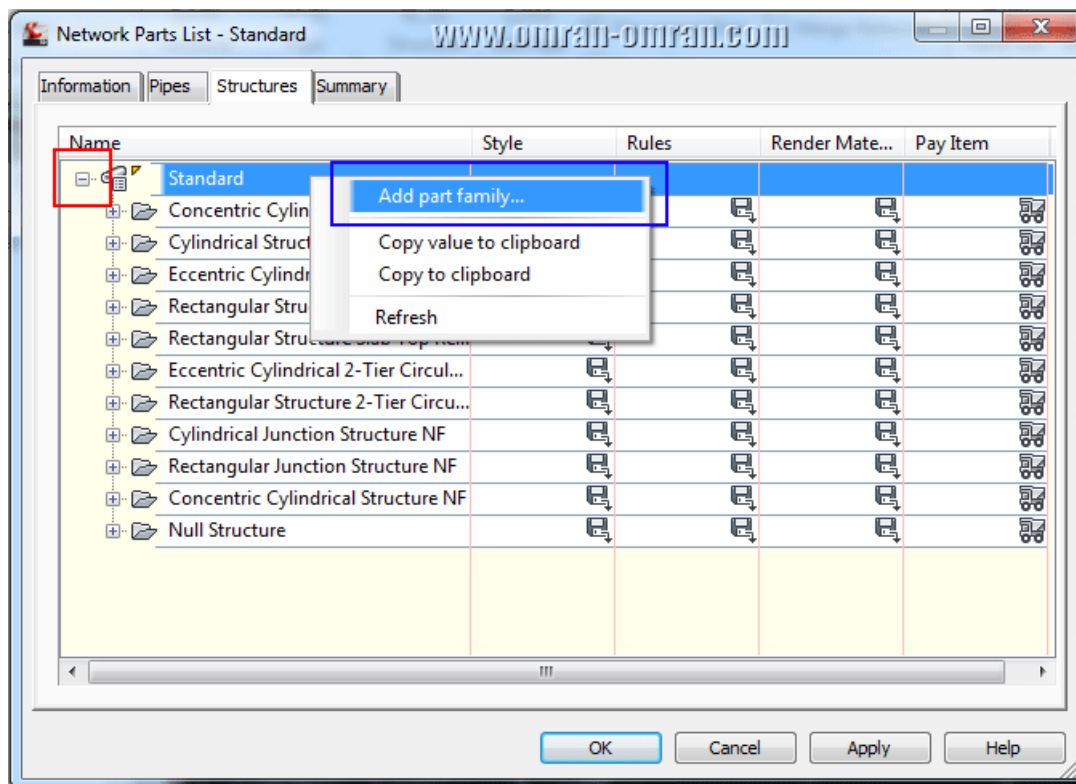 Network Parts List - Standard
www.omran-omran.com
Information Pipes Structures Summary
Name Style Rules Render Mate... Pay Item
Standard
Add part family...
Concentric Cylin
Copy value to clipboard
Cylindrical Struct
Copy to clipboard
Eccentric Cylindr
Refresh
Rectangular Stru
Rectangular Structure Slab Top Re...
Eccentric Cylindrical 2-Tier Circul...
Rectangular Structure 2-Tier Circu...
Cylindrical Junction Structure NF
Rectangular Junction Structure NF
Concentric Cylindrical Structure NF
Null Structure
OK Cancel Apply Help